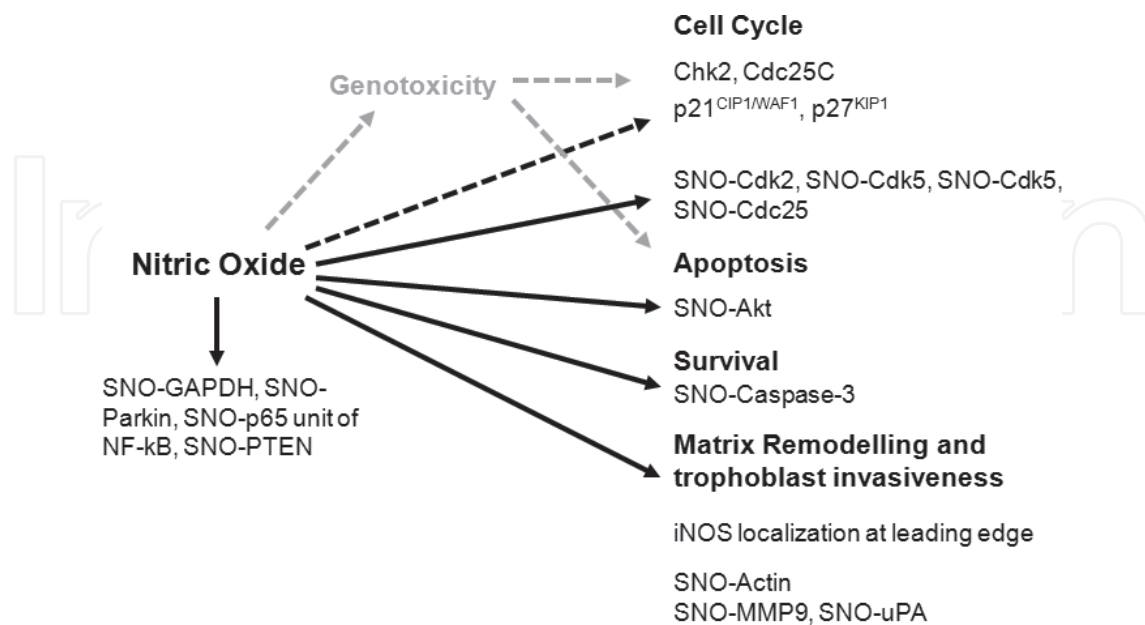 Cell Cycle
Chk2, Cdc25C
Genotoxicity
p21CIP1/WAF1, p27KIP1
SNO-Cdk2, SNO-Cdk5, SNO-Cdk5,
SNO-Cdc25
Nitric Oxide
Apoptosis
SNO-Akt
Survival
SNO-Caspase-3
SNO-GAPDH, SNO-
Parkin, SNO-p65 unit of
NF-kB, SNO-PTEN
Matrix Remodelling and
trophoblast invasiveness
iNOS localization at leading edge
SNO-Actin
SNO-MMP9, SNO-uPA